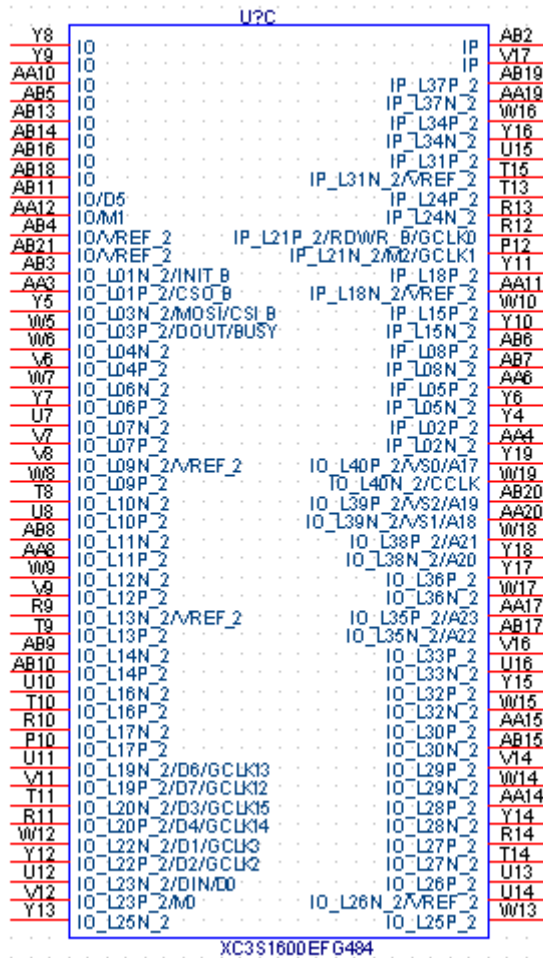 U?C
Y8 IO IP AB2
Y9 IO IP V17
AA10 IO IP_L37P_2 AB19
AB5 IO IP_L37N_2 AA19
AB13 IO IP_L34P_2 W16
AB14 IO IP_L34N_2 Y16
AB16 IO IP_L31P_2 U15
AB18 IO IP_L31N_2/VREF_2 T15
AB11 IO/D5 IP_L24P_2 T13
AA12 IO/M1 IP_L24N_2 R13
AB4 IO/VREF_2 IP_L21P_2/RDWR_B/GCLK0 R12
AB21 IO/VREF_2 IP_L21N_2/M2/GCLK1 P12
AB3 IO_L01N_2/INIT_B IP_L18P_2 Y11
AA3 IO_L01P_2/CSO_B IP_L18N_2/VREF_2 AA11
Y5 IO_L03N_2/MOSI/CSI_B IP_L15P_2 W10
W5 IO_L03P_2/DOUT/BUSY IP_L15N_2 Y10
W6 IO_L04N_2 IP_L08P_2 AB6
V6 IO_L04P_2 IP_L08N_2 AB7
W7 IO_L06N_2 IP_L05P_2 AA6
Y7 IO_L06P_2 IP_L05N_2 Y6
U7 IO_L07N_2 IP_L02P_2 Y4
V7 IO_L07P_2 IP_L02N_2 AA4
V8 IO_L09N_2/VREF_2 IO_L40P_2/VS0/A17 Y19
W8 IO_L09P_2 IO_L40N_2/CCLK W19
T8 IO_L10N_2 IO_L39P_2/VS2/A19 AB20
U8 IO_L10P_2 IO_L39N_2/VS1/A18 AA20
AB8 IO_L11N_2 IO_L38P_2/A21 W18
AA8 IO_L11P_2 IO_L38N_2/A20 Y18
W9 IO_L12N_2 IO_L36P_2 Y17
V9 IO_L12P_2 IO_L36N_2 W17
R9 IO_L13N_2/VREF_2 IO_L35P_2/A23 AA17
T9 IO_L13P_2 IO_L35N_2/A22 AB17
AB9 IO_L14N_2 IO_L33P_2 V16
AB10 IO_L14P_2 IO_L33N_2 U16
U10 IO_L16N_2 IO_L32P_2 Y15
T10 IO_L16P_2 IO_L32N_2 W15
R10 IO_L17N_2 IO_L30P_2 AA15
P10 IO_L17P_2 IO_L30N_2 AB15
U11 IO_L19N_2/D6/GCLK13 IO_L29P_2 V14
V11 IO_L19P_2/D7/GCLK12 IO_L29N_2 W14
T11 IO_L20N_2/D3/GCLK15 IO_L28P_2 AA14
R11 IO_L20P_2/D4/GCLK14 IO_L28N_2 Y14
W12 IO_L22N_2/D1/GCLK3 IO_L27P_2 R14
Y12 IO_L22P_2/D2/GCLK2 IO_L27N_2 T14
U12 IO_L23N_2/DIN/D0 IO_L26P_2 U13
V12 IO_L23P_2/M0 IO_L26N_2/VREF_2 U14
Y13 IO_L25N_2 IO_L25P_2 W13
XC3S1600EFG484